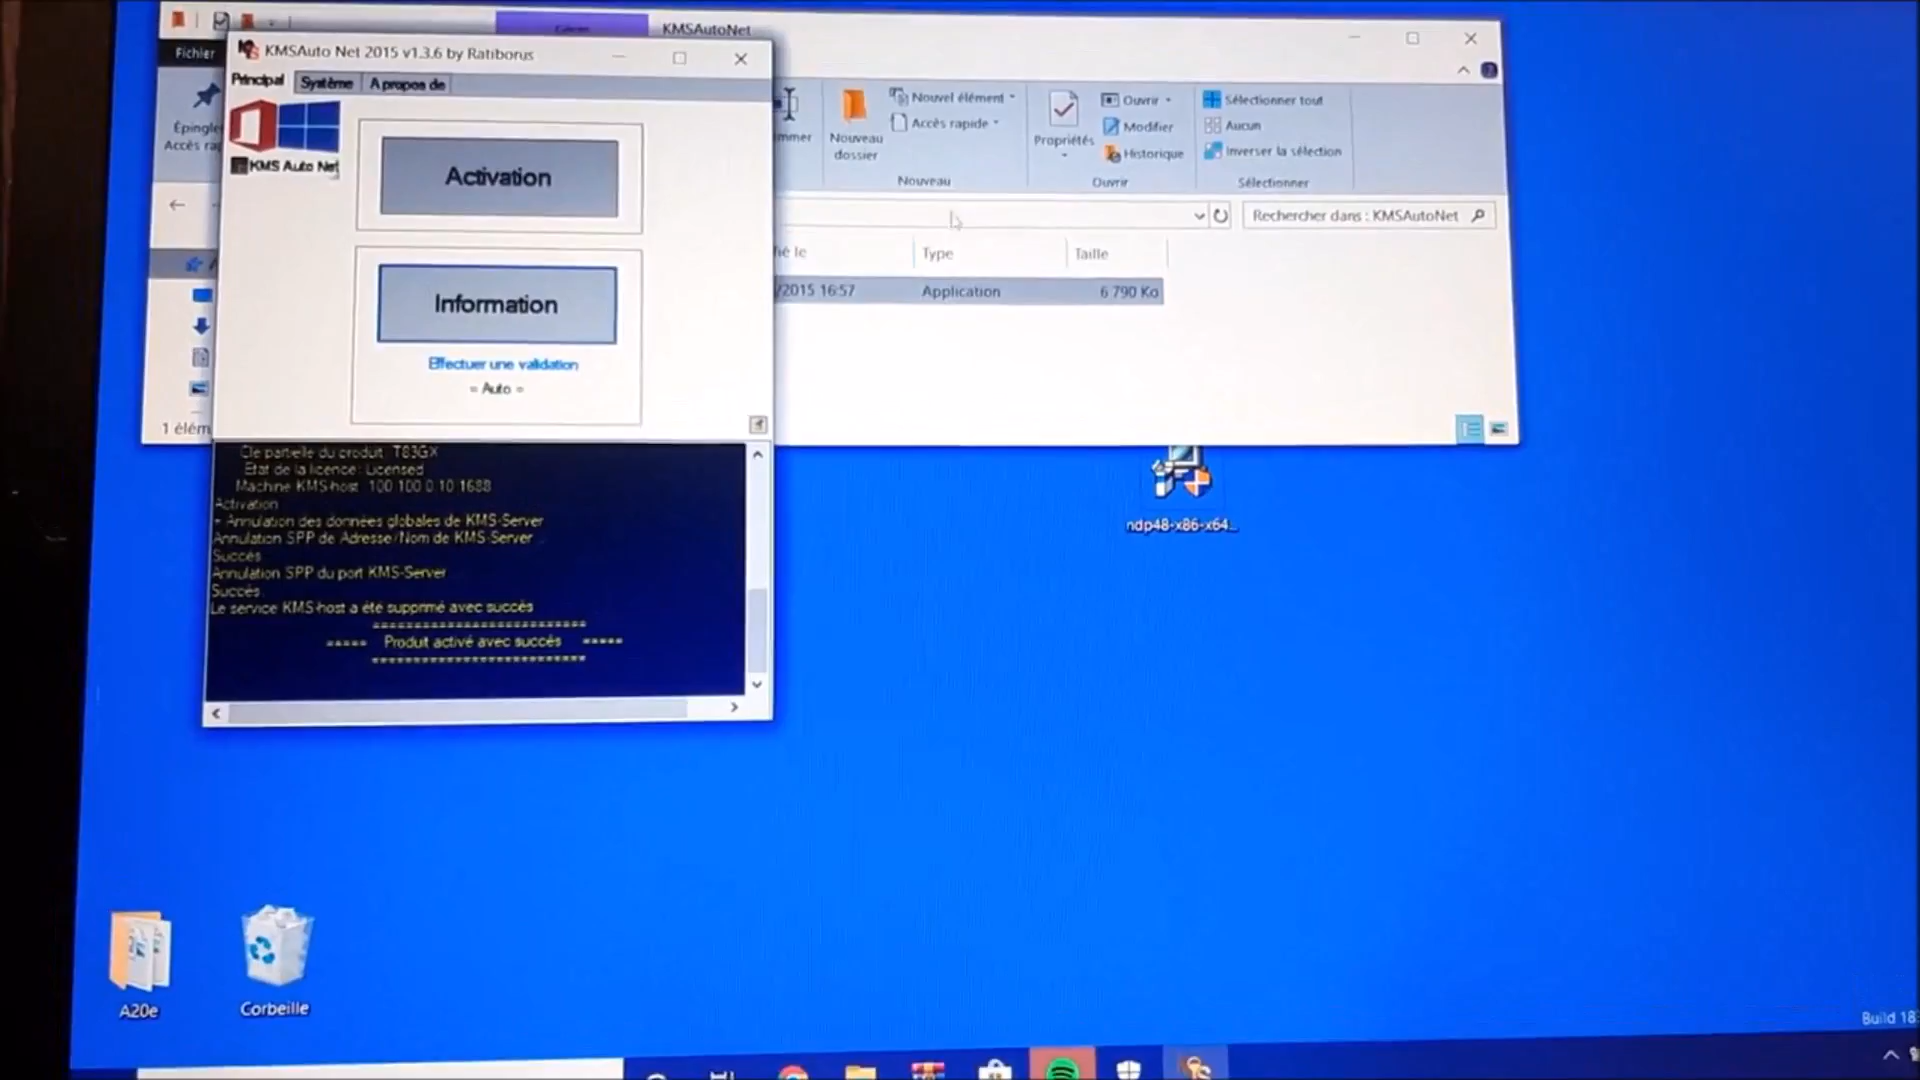 KMSAutoNet
Fichier
KMSAuto Net 2015 v1.3.6 by Ratiborus
Principal
Système
A propos de
KMS Auto Net
Activation
Information
Effectuer une validation
= Auto =
Nouveau
dossier
Nouvel élément
Accès rapide
Nouveau
Propriétés
Ouvrir
Modifier
Historique
Ouvrir
Sélectionner tout
Aucun
Inverser la sélection
Sélectionner
Rechercher dans : KMSAutoNet
Type
Taille
/2015 16:57
Application
6 790 Ko
1 élém
Clé partielle du produit: T83GX
Etat de la licence: Licensed
Machine KMS-host: 100.100.0.10:1688
Activation
Annulation des données globales de KMS-Server
Annulation SPP de Adresse/Nom de KMS-Server
Succès
Annulation SPP du port KMS-Server
Succès
Le service KMS-host a été supprimé avec succès
===== Produit activé avec succès =====
ndp48-x86-x64...
A20e
Corbeille
Build 18